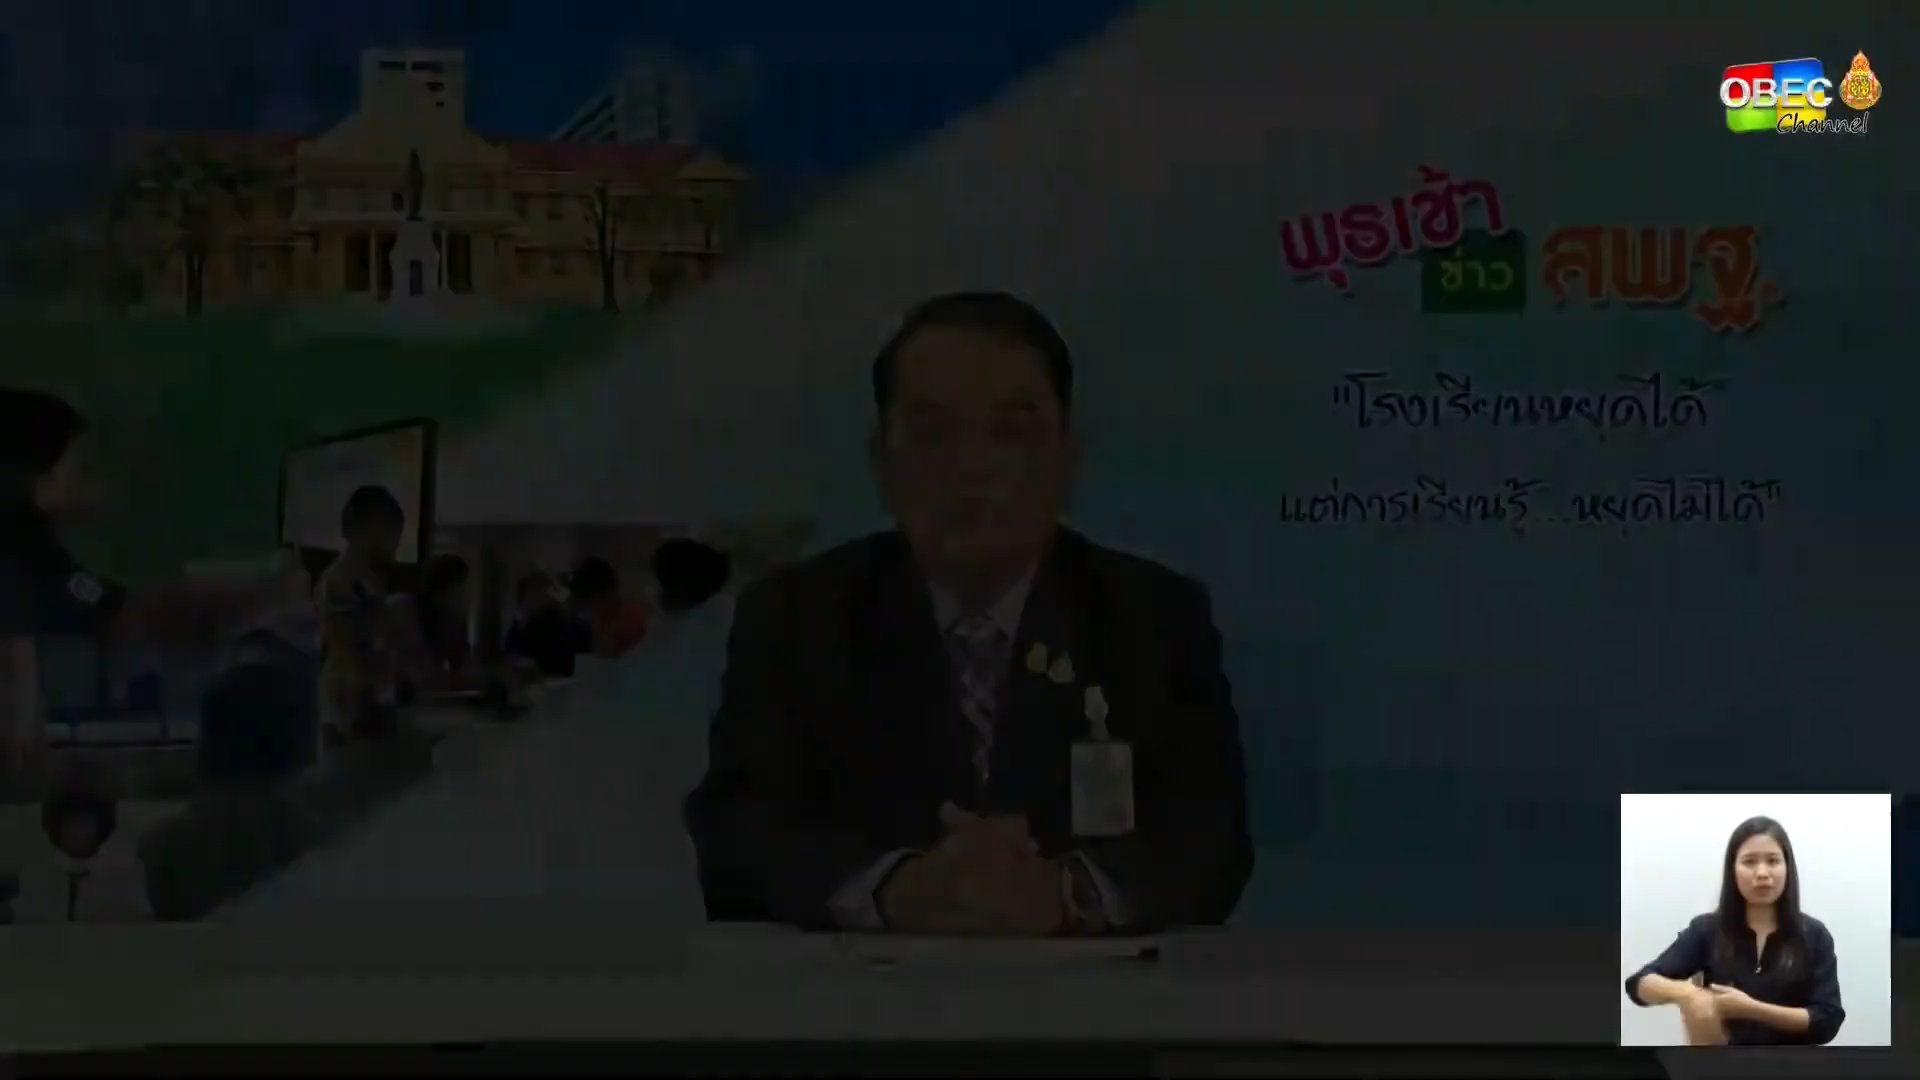 OBEC
Channel
พุธเช้า
ข่าว สพฐ.
"โรงเรียนหยุดได้
แต่การเรียนรู้...หยุดไม่ได้"